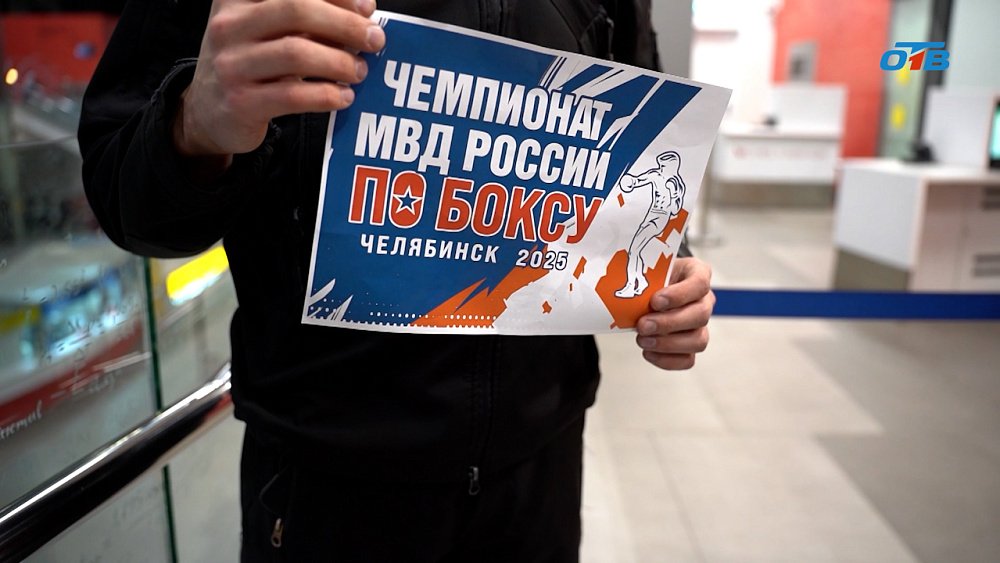 ЧЕМПИОНАТ
МВД РОССИИ
ПО БОКСУ
ЧЕЛЯБИНСК 2025
ОТВ